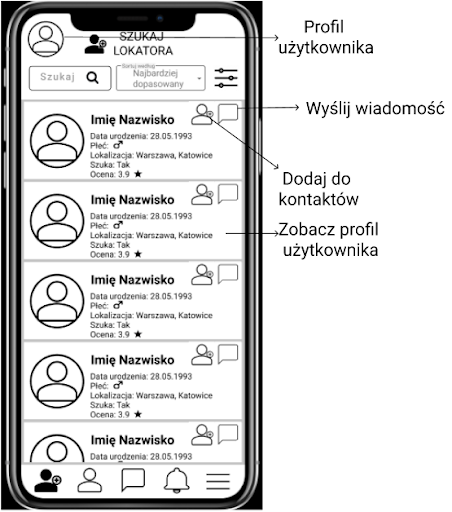 SZUKAJ
LOKATORA
Profil
użytkownika
Szukaj
Sortuj według
Najbardziej
dopasowany
Wyślij wiadomość
Imię Nazwisko
Data urodzenia: 28.05.1993
Płeć:
Lokalizacja: Warszawa, Katowice
Szuka: Tak
Ocena: 3.9
Dodaj do
kontaktów
Imię Nazwisko
Data urodzenia: 28.05.1993
Płeć:
Lokalizacja: Warszawa, Katowice
Szuka: Tak
Ocena: 3.9
Zobacz profil
użytkownika
Imię Nazwisko
Data urodzenia: 28.05.1993
Płeć:
Lokalizacja: Warszawa, Katowice
Szuka: Tak
Ocena: 3.9
Imię Nazwisko
Data urodzenia: 28.05.1993
Płeć:
Lokalizacja: Warszawa, Katowice
Szuka: Tak
Ocena: 3.9
Imię Nazwisko
Data urodzenia: 28.05.1993